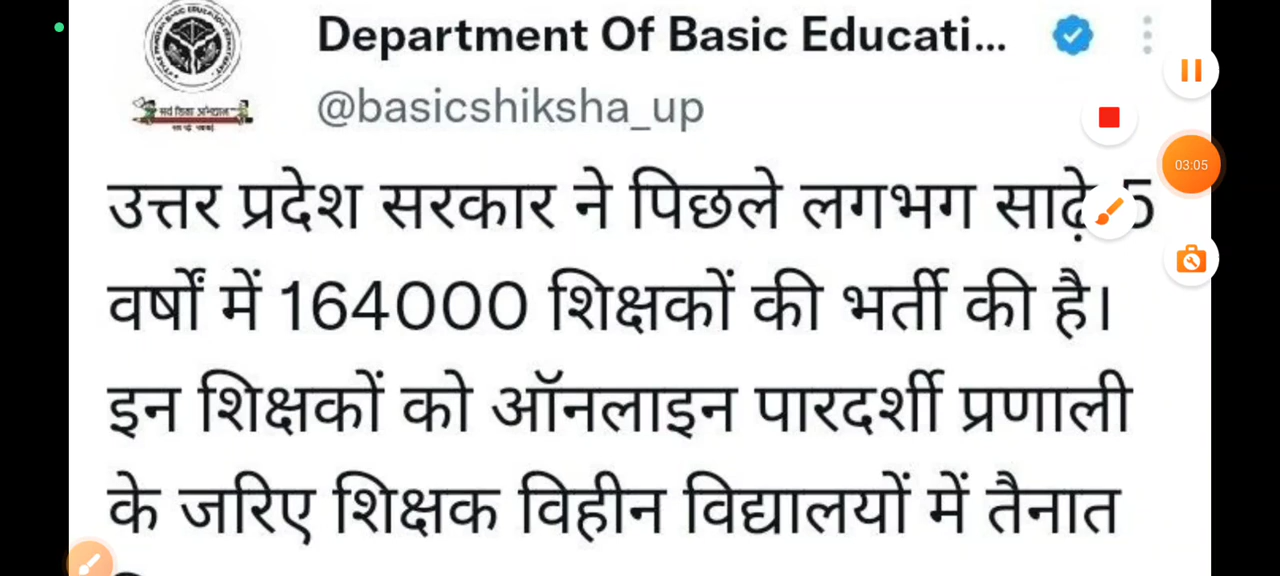 Department Of Basic Educati...
@basicshiksha_up
03:05
उत्तर प्रदेश सरकार ने पिछले लगभग साढ़े 5
वर्षों में 164000 शिक्षकों की भर्ती की है।
इन शिक्षकों को ऑनलाइन पारदर्शी प्रणाली
के जरिए शिक्षक विहीन विद्यालयों में तैनात